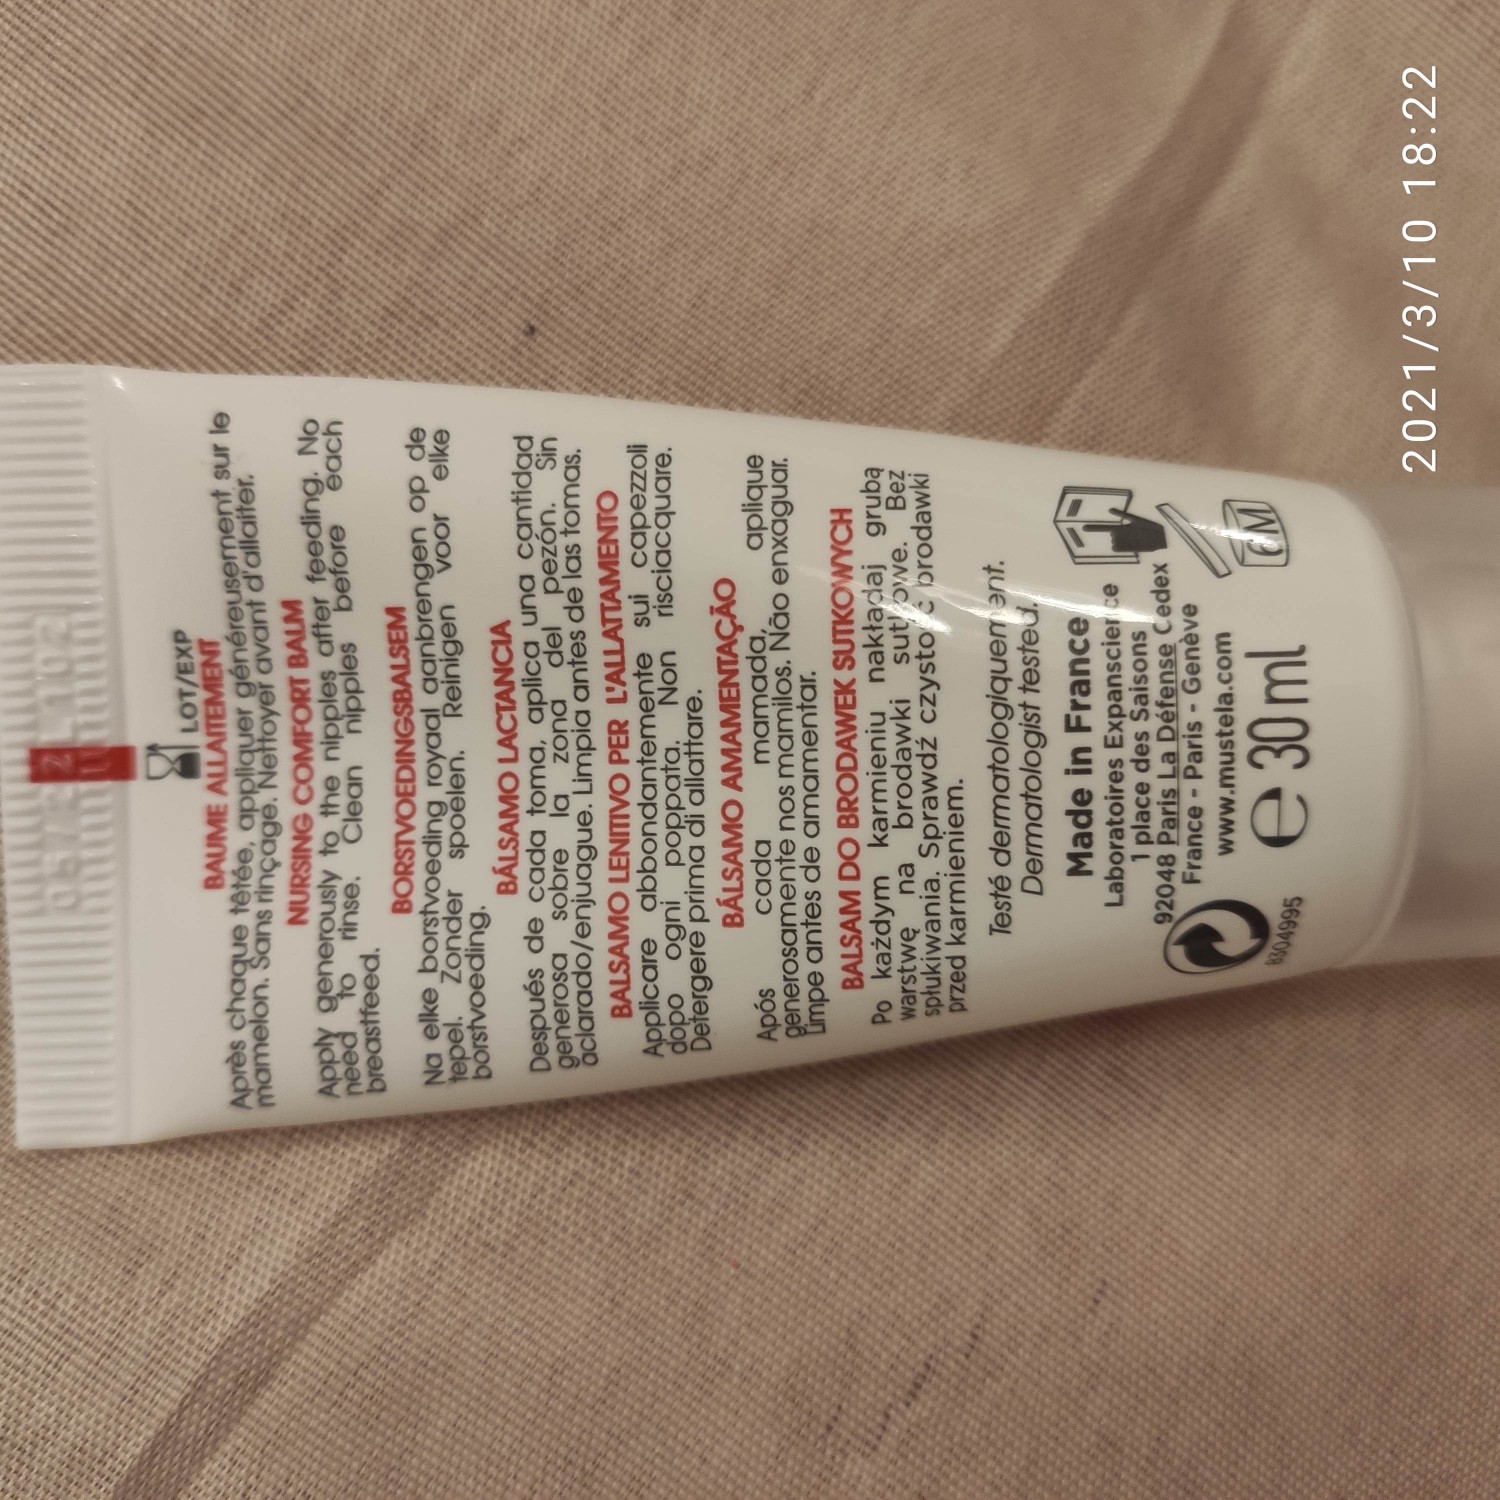 LOT/EXP
BAUME ALLAITEMENT
Après chaque tétée, appliquer généreusement sur le
mamelon. Sans rinçage. Nettoyer avant d'allaiter.
NURSING COMFORT BALM
Apply generously to the nipples after feeding. No
need to rinse. Clean nipples before each
breastfeed.
BORSTVOEDINGSBALSEM
Na elke borstvoeding royaal aanbrengen op de
tepel. Zonder spoelen. Reinigen voor elke
borstvoeding.
BÁLSAMO LACTANCIA
Después de cada toma, aplica una cantidad
generosa sobre la zona del pezón. Sin
aclarado/enjuague. Limpia antes de las tomas.
BALSAMO LENITIVO PER L'ALLATTAMENTO
Applicare abbondantemente sui capezzoli
dopo ogni poppata. Non risciacquare.
Detergere prima di allattare.
BÁLSAMO AMAMENTAÇÃO
Após cada mamada, aplique
generosamente nos mamilos. Não enxaguar.
Limpe antes de amamentar.
BALSAM DO BRODAWEK SUTKOWYCH
Po każdym karmieniu nakładaj grubą
warstwę na brodawki sutkowe. Bez
spłukiwania. Sprawdź czystość brodawki
przed karmieniem.
Testé dermatologiquement.
Dermatologist tested.
Made in France
Laboratoires Expanscience
1 place des Saisons
92048 Paris La Défense Cedex
France - Paris - Genève
www.mustela.com
e 30 ml
8304995
2021/3/10 18:22